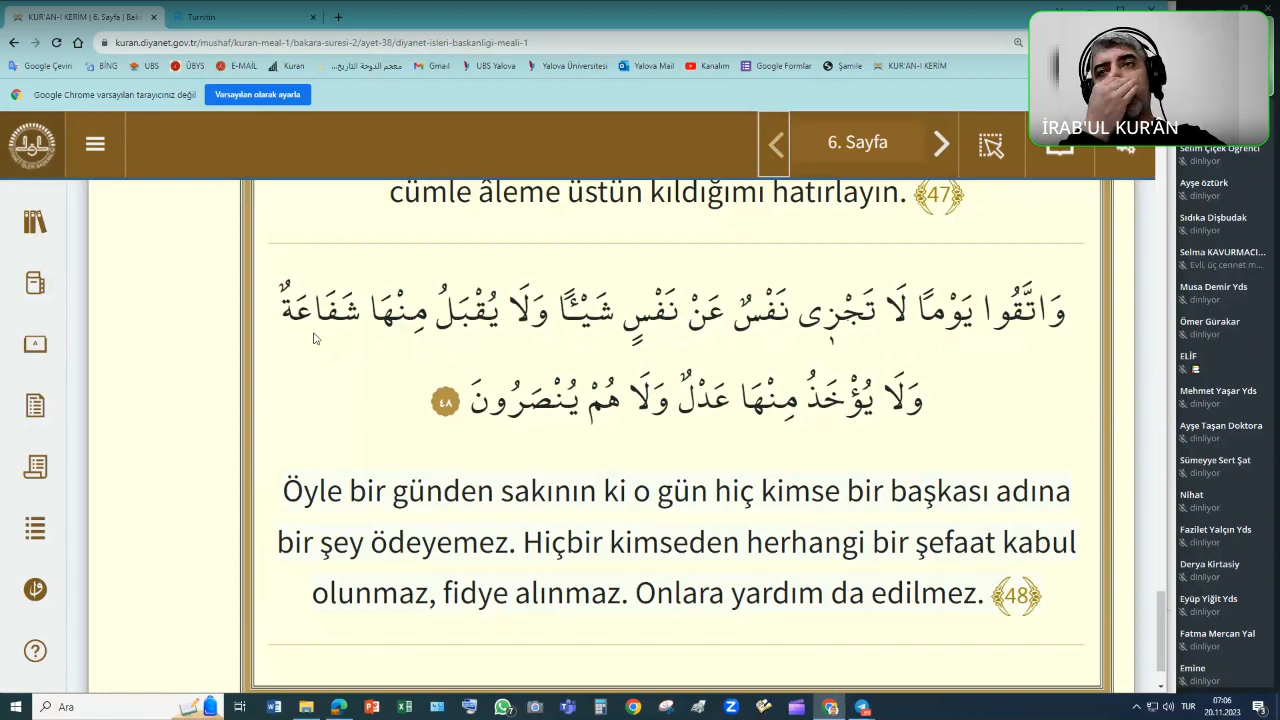 KUR'AN-I KERİM | 6. Sayfa | Bak
Turnitin
kuran.diyanet.gov.tr/mushaf/kuran-meal-1/bakara-suresi-2/ayet-38/diyanet-isleri-baskanligi-meali-1
Google Çeviri
BİNG
UBS
ÜBYS
E-MAİL
Kuran
معجم الدوحة التاريخ...
Gmail
UBS Yalova
Yalova Üniversitesi
Yalova Mail
Kanalım
Google Formlar
Şamile
KUR'AN-I KERİM
Google Chrome varsayılan tarayıcınız değil
Varsayılan olarak ayarla
İRAB'UL KUR'ÂN
6. Sayfa
cümle âleme üstün kıldığımı hatırlayın. ﴾47﴿
وَاتَّقُوا يَوْمًا لَا تَجْزٖى نَفْسٌ عَنْ نَفْسٍ شَيْـًٔا وَلَا يُقْبَلُ مِنْهَا شَفَاعَةٌ
وَلَا يُؤْخَذُ مِنْهَا عَدْلٌ وَلَا هُمْ يُنْصَرُونَ ٤٨
Öyle bir günden sakının ki o gün hiç kimse bir başkası adına
bir şey ödeyemez. Hiçbir kimseden herhangi bir şefaat kabul
olunmaz, fidye alınmaz. Onlara yardım da edilmez. ﴾48﴿
Selim Çiçek Öğrenci
dinliyor
Ayşe öztürk
dinliyor
Sıdıka Dişbudak
dinliyor
Selma KAVURMACI...
Evli, üç cennet m...
Musa Demir Yds
dinliyor
Ömer Gürakar
dinliyor
ELİF
Mehmet Yaşar Yds
dinliyor
Ayşe Taşan Doktora
dinliyor
Sümeyye Sert Şat
dinliyor
Nihat
dinliyor
Fazilet Yalçın Yds
dinliyor
Derya Kirtasiy
dinliyor
Eyüp Yiğit Yds
dinliyor
Fatma Mercan Yal
dinliyor
Emine
dinliyor
Ara
7
TUR
07:06
20.11.2023
3